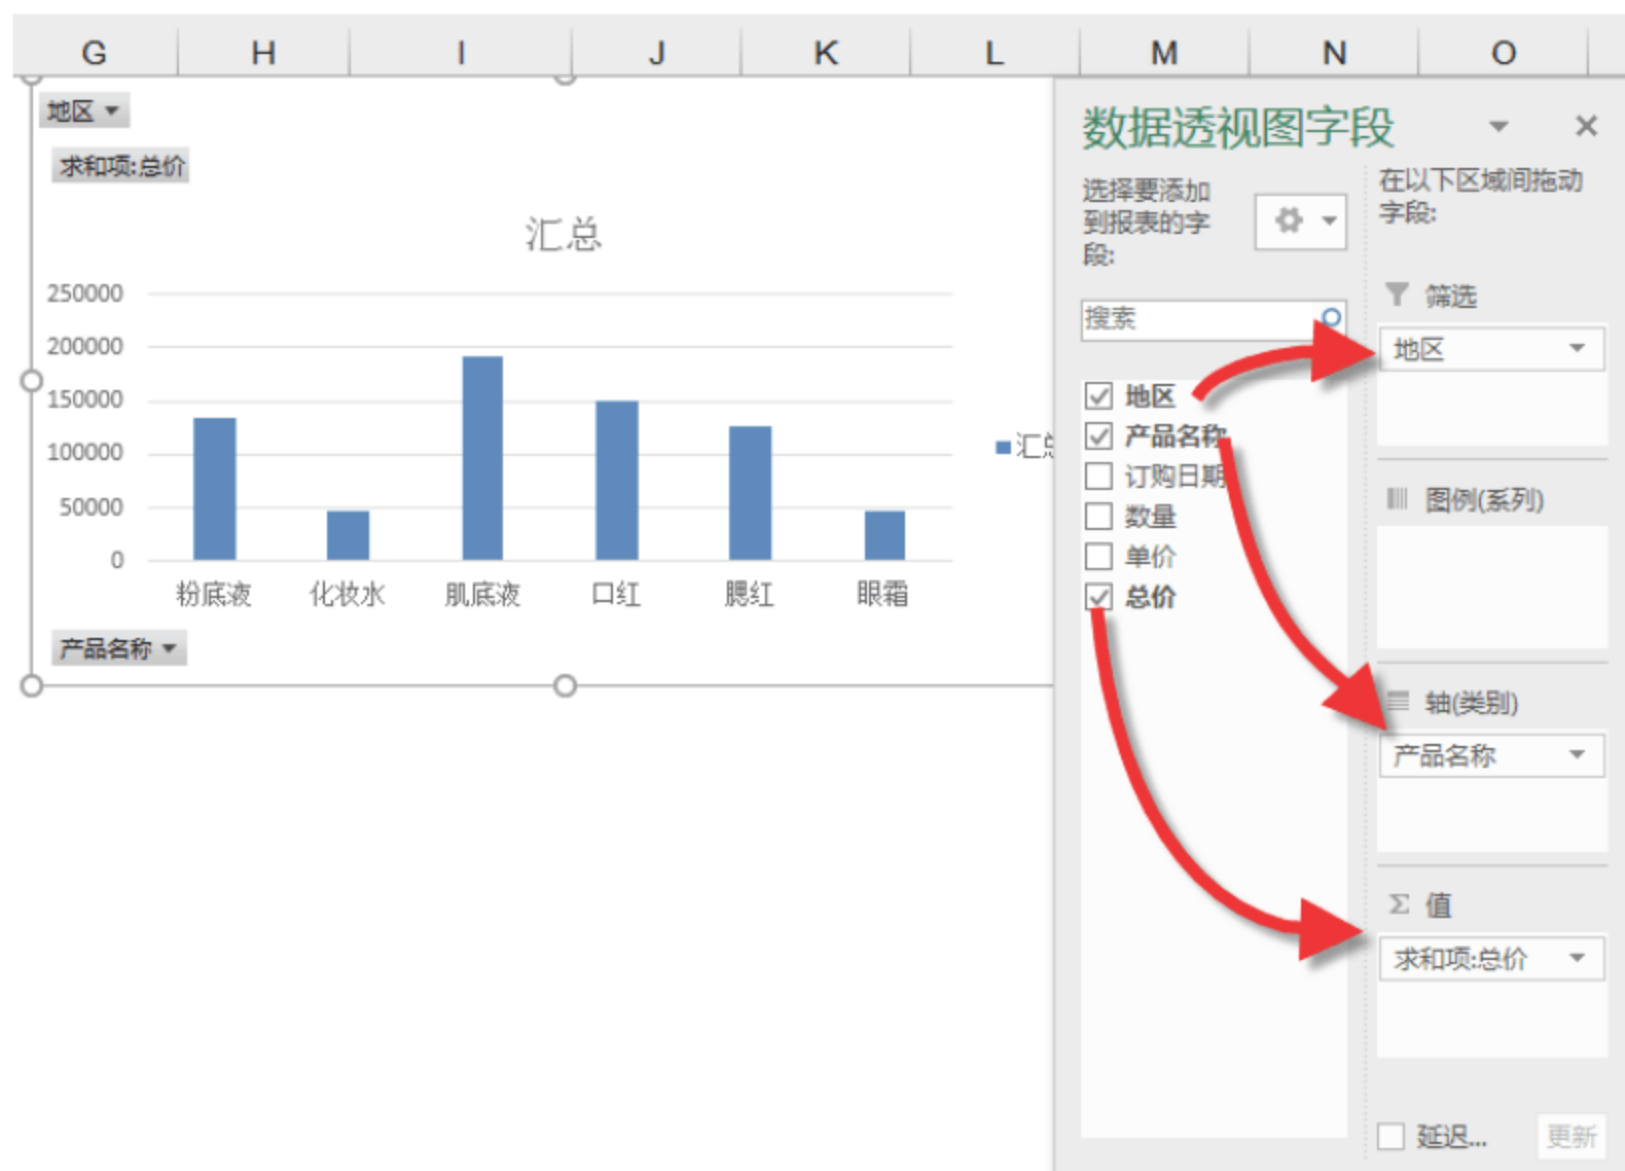 G H I J K L M N O
地区
求和项:总价
汇总
250000
200000
150000
100000
50000
0
粉底液 化妆水 肌底液 口红 腮红 眼霜
产品名称
数据透视图字段
选择要添加
到报表的字
段:
搜索
地区
产品名称
订购日期
数量
单价
总价
在以下区域间拖动
字段:
筛选
地区
图例(系列)
轴(类别)
产品名称
Σ 值
求和项:总价
延迟...
更新